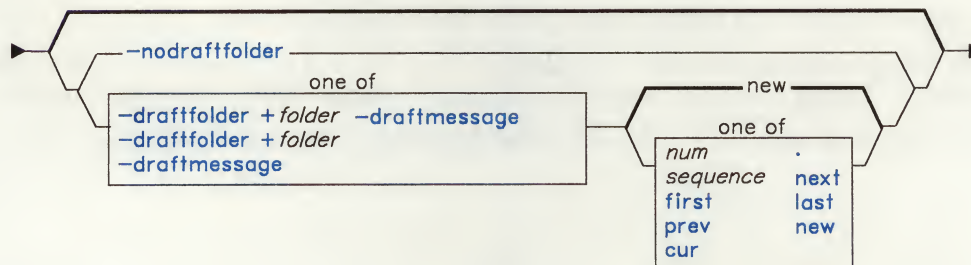 −nodraftfolder
one of
−draftfolder +folder −draftmessage
−draftfolder +folder
−draftmessage
new
one of
num .
sequence next
first last
prev new
cur